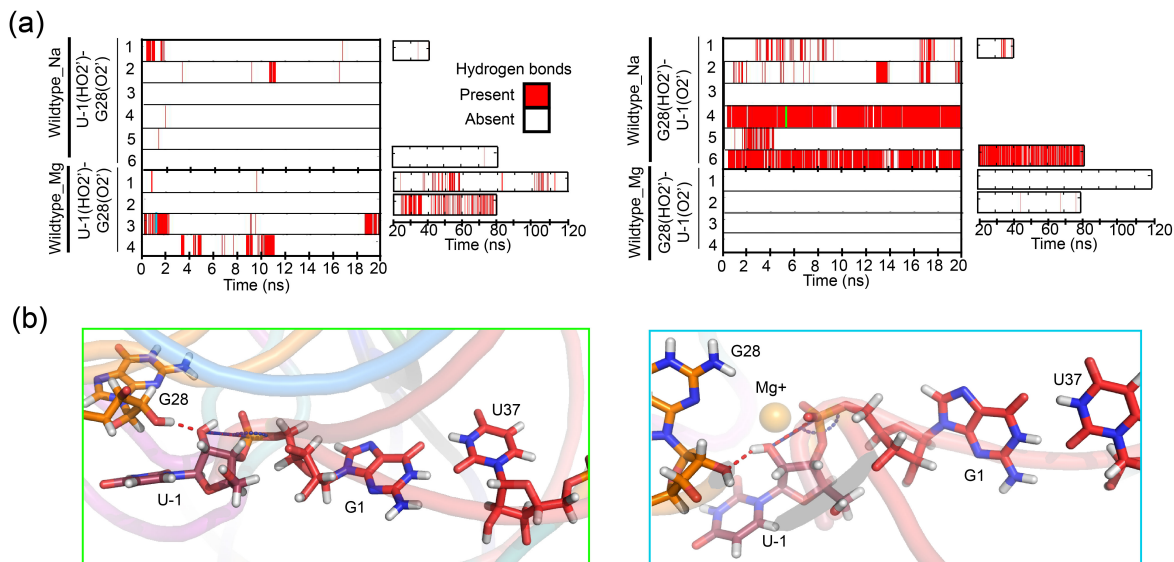 (a)
Wildtype_Na
U-1(HO2')-
G28(O2')
1
2
3
4
5
6
Wildtype_Mg
U-1(HO2')-
G28(O2')
1
2
3
4
0 2 4 6 8 10 12 14 16 18 20
Time (ns)
20 40 60 80 100 120
Time (ns)
Hydrogen bonds
Present
Absent
Wildtype_Na
G28(HO2')-
U-1(O2')
1
2
3
4
5
6
Wildtype_Mg
G28(HO2')-
U-1(O2')
1
2
3
4
0 2 4 6 8 10 12 14 16 18 20
Time (ns)
20 40 60 80 100 120
Time (ns)
(b)
G28
U37
U-1
G1
G28
Mg+
U37
G1
U-1